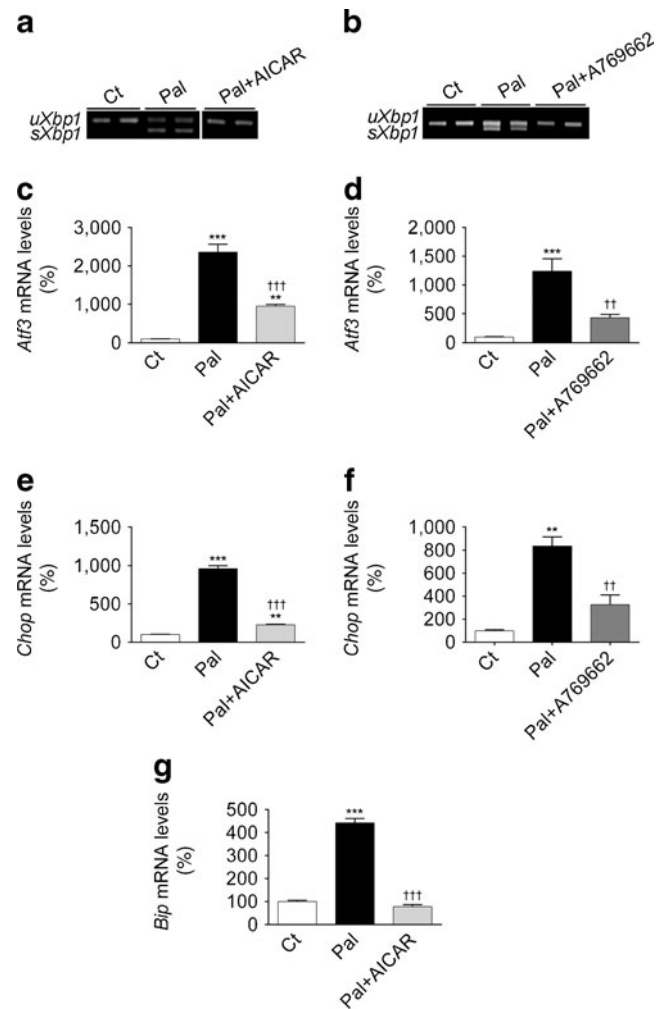 a
Ct Pal Pal+AICAR
uXbp1
sXbp1
b
Ct Pal Pal+A769662
uXbp1
sXbp1
c
Atf3 mRNA levels
(%)
3,000
2,000
1,000
0
***
†††
**
Ct Pal Pal+AICAR
d
Atf3 mRNA levels
(%)
2,000
1,500
1,000
500
0
***
††
Ct Pal Pal+A769662
e
Chop mRNA levels
(%)
1,500
1,000
500
0
***
†††
**
Ct Pal Pal+AICAR
f
Chop mRNA levels
(%)
1,000
800
600
400
200
0
**
††
Ct Pal Pal+A769662
g
Bip mRNA levels
(%)
500
400
300
200
100
0
***
†††
Ct Pal Pal+AICAR